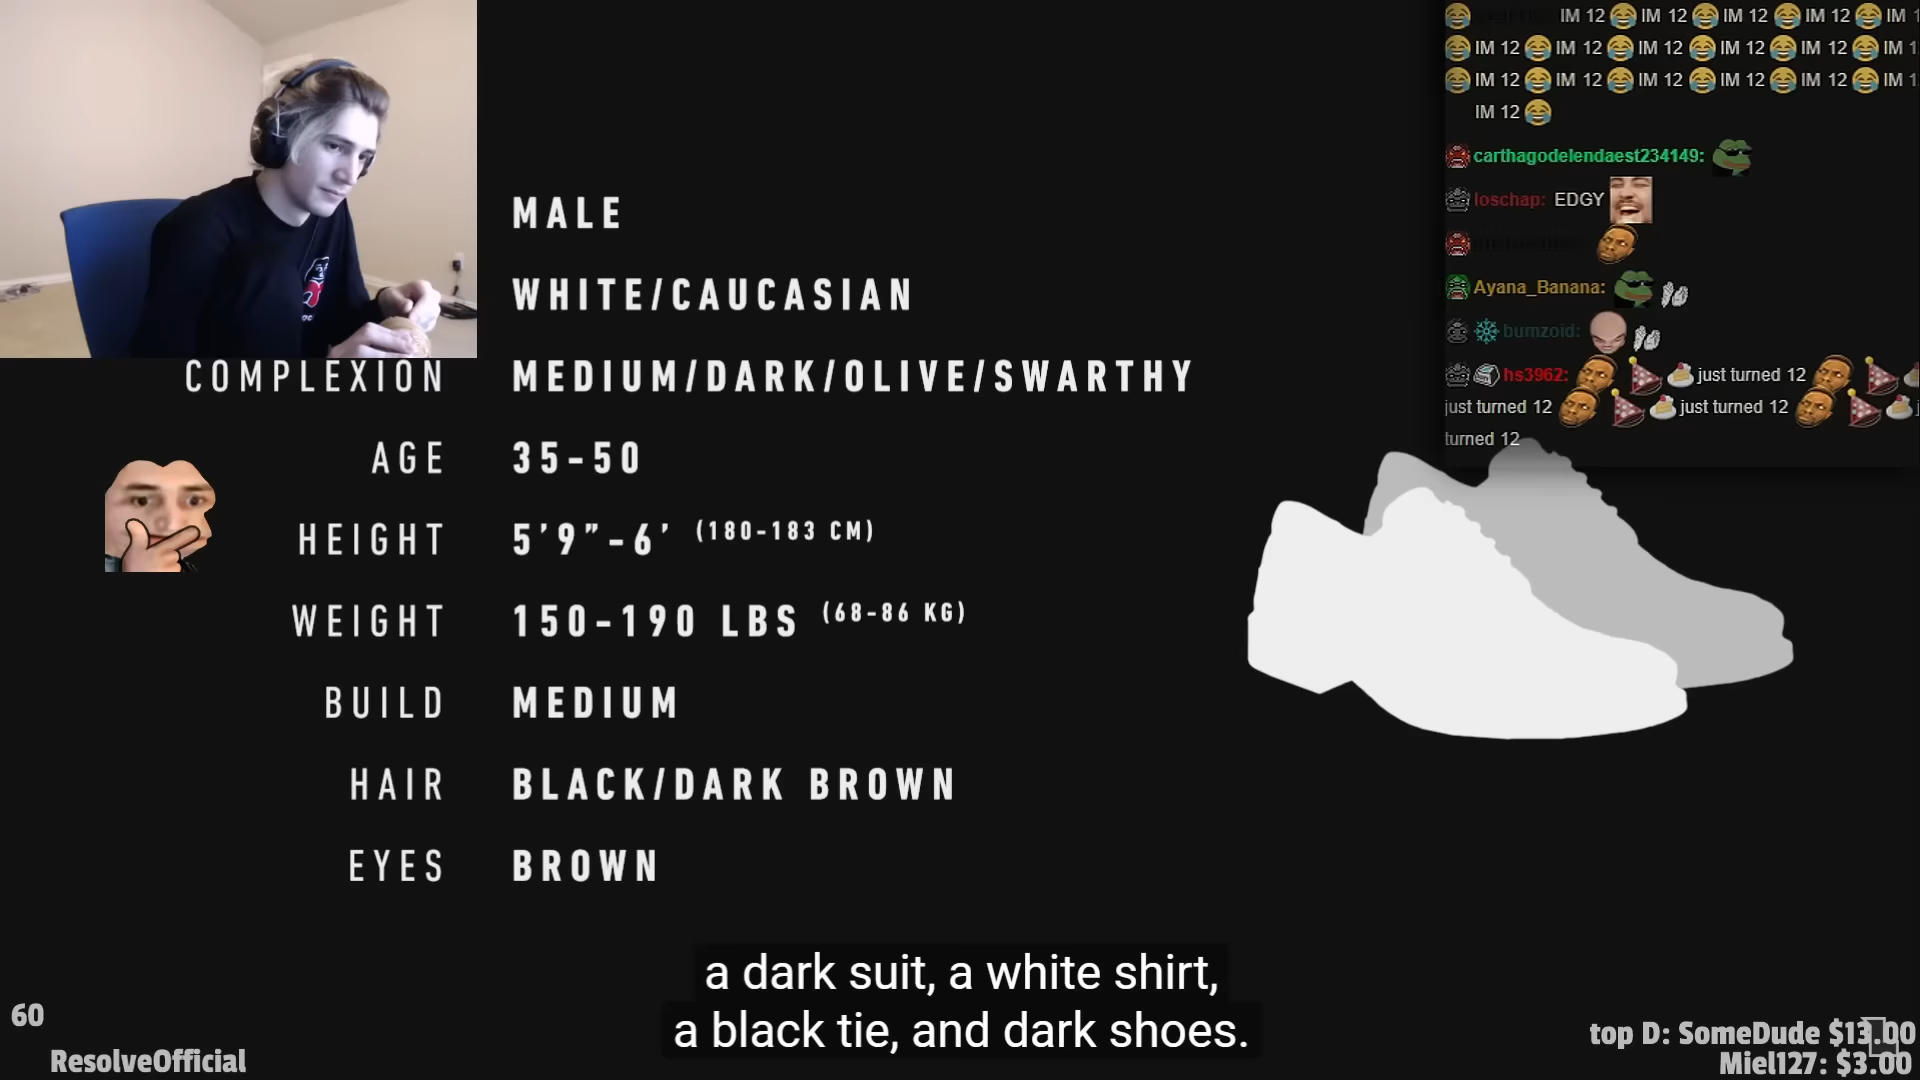 MALE
WHITE/CAUCASIAN
COMPLEXION MEDIUM/DARK/OLIVE/SWARTHY
AGE 35-50
HEIGHT 5'9"-6' (180-183 CM)
WEIGHT 150-190 LBS (68-86 KG)
BUILD MEDIUM
HAIR BLACK/DARK BROWN
EYES BROWN
a dark suit, a white shirt,
a black tie, and dark shoes.
IM 12 😂 IM 12 😂 IM 12 😂 IM 12 😂 IM
😂 IM 12 😂 IM 12 😂 IM 12 😂 IM 12 😂 IM 12 😂 IM
😂 IM 12 😂 IM 12 😂 IM 12 😂 IM 12 😂 IM 12 😂 IM 1
IM 12 😂
carthagodelendaest234149:
loschap: EDGY
Ayana_Banana:
bumzoid:
hs3962: just turned 12
just turned 12 just turned 12
turned 12
60
ResolveOfficial
top D: SomeDude $13.00
Miel127: $3.00